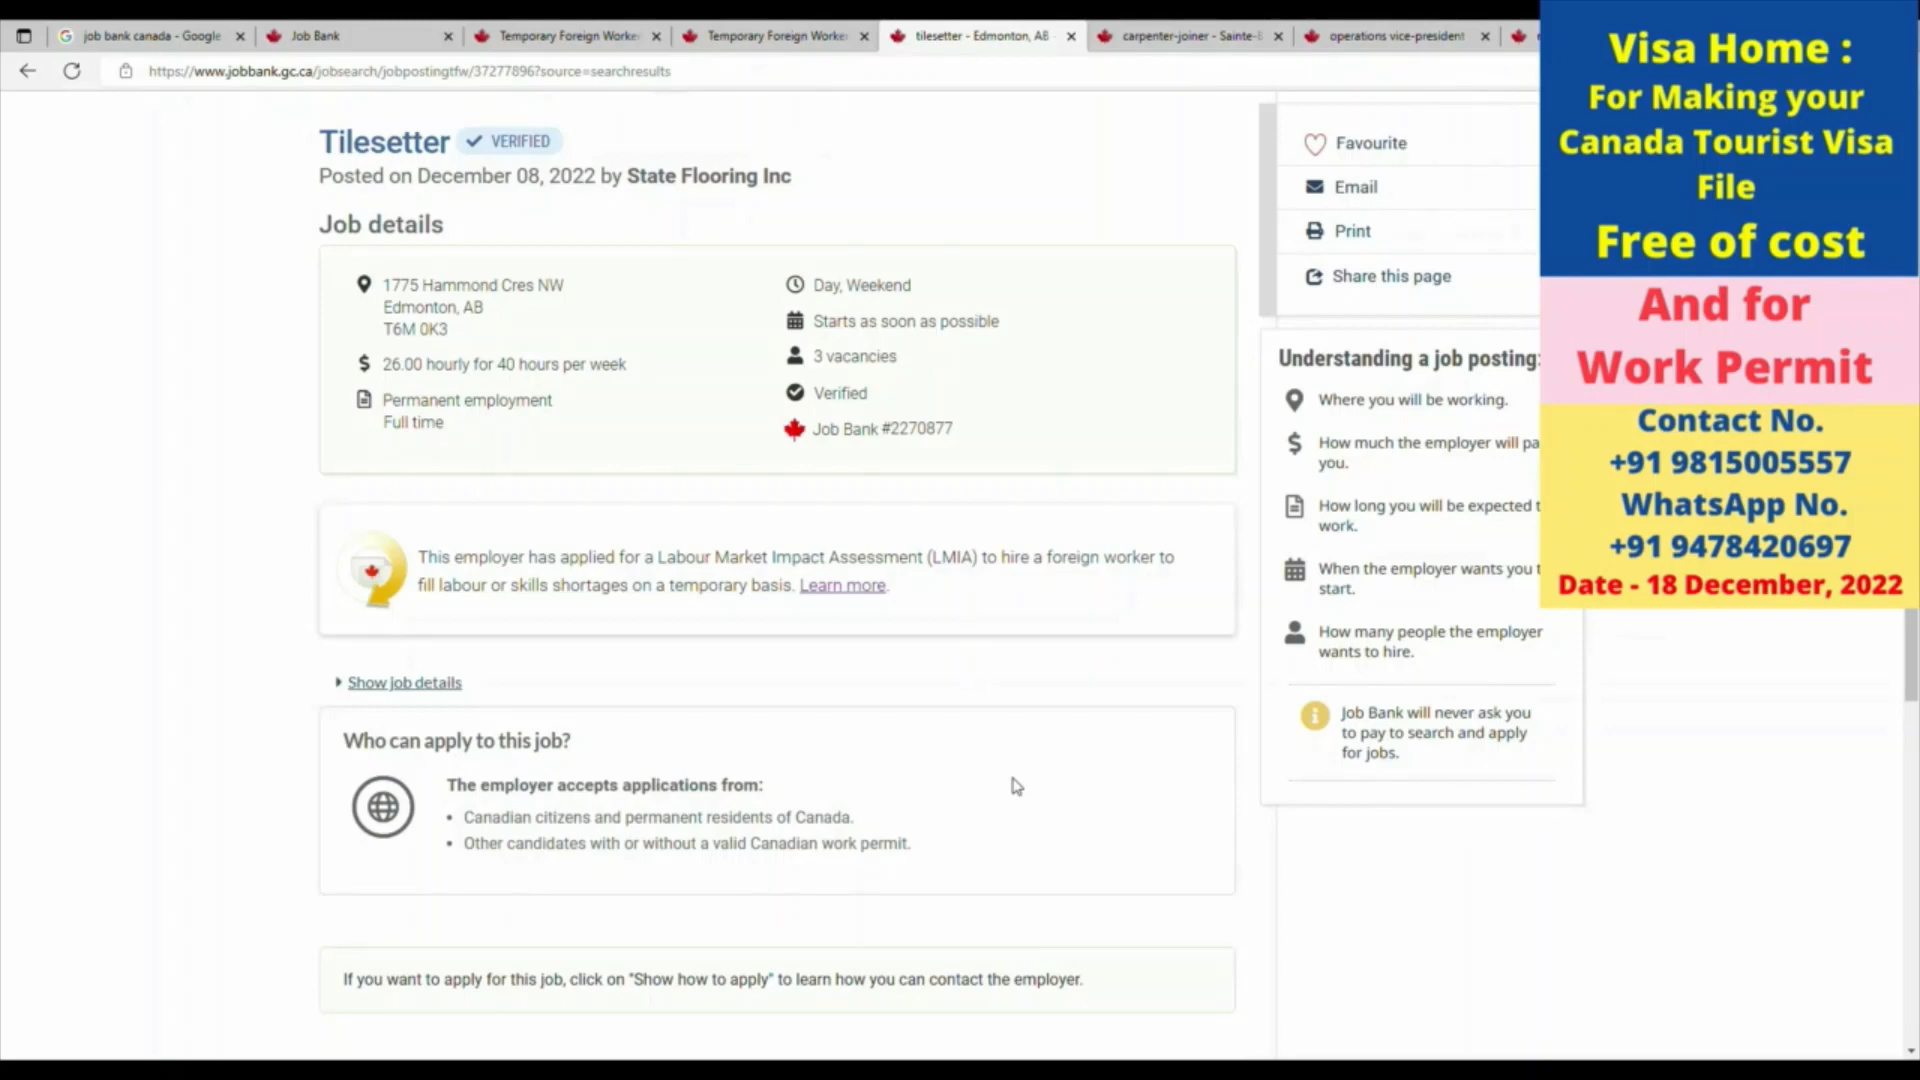 job bank canada - Google
Job Bank
Temporary Foreign Worke
Temporary Foreign Worker
tilesetter - Edmonton, AB
carpenter-joiner - Sainte-
operations vice-president
https://www.jobbank.gc.ca/jobsearch/jobpostingtfw/37277896?source=searchresults
Tilesetter VERIFIED
Posted on December 08, 2022 by State Flooring Inc
Job details
1775 Hammond Cres NW
Edmonton, AB
T6M 0K3
$ 26.00 hourly for 40 hours per week
Permanent employment
Full time
Day, Weekend
Starts as soon as possible
3 vacancies
Verified
Job Bank #2270877
This employer has applied for a Labour Market Impact Assessment (LMIA) to hire a foreign worker to
fill labour or skills shortages on a temporary basis. Learn more.
Show job details
Who can apply to this job?
The employer accepts applications from:
• Canadian citizens and permanent residents of Canada.
• Other candidates with or without a valid Canadian work permit.
If you want to apply for this job, click on "Show how to apply" to learn how you can contact the employer.
Favourite
Email
Print
Share this page
Understanding a job posting:
Where you will be working.
$ How much the employer will pa
you.
How long you will be expected t
work.
When the employer wants you t
start.
How many people the employer
wants to hire.
Job Bank will never ask you
to pay to search and apply
for jobs.
Visa Home :
For Making your
Canada Tourist Visa
File
Free of cost
And for
Work Permit
Contact No.
+91 9815005557
WhatsApp No.
+91 9478420697
Date - 18 December, 2022